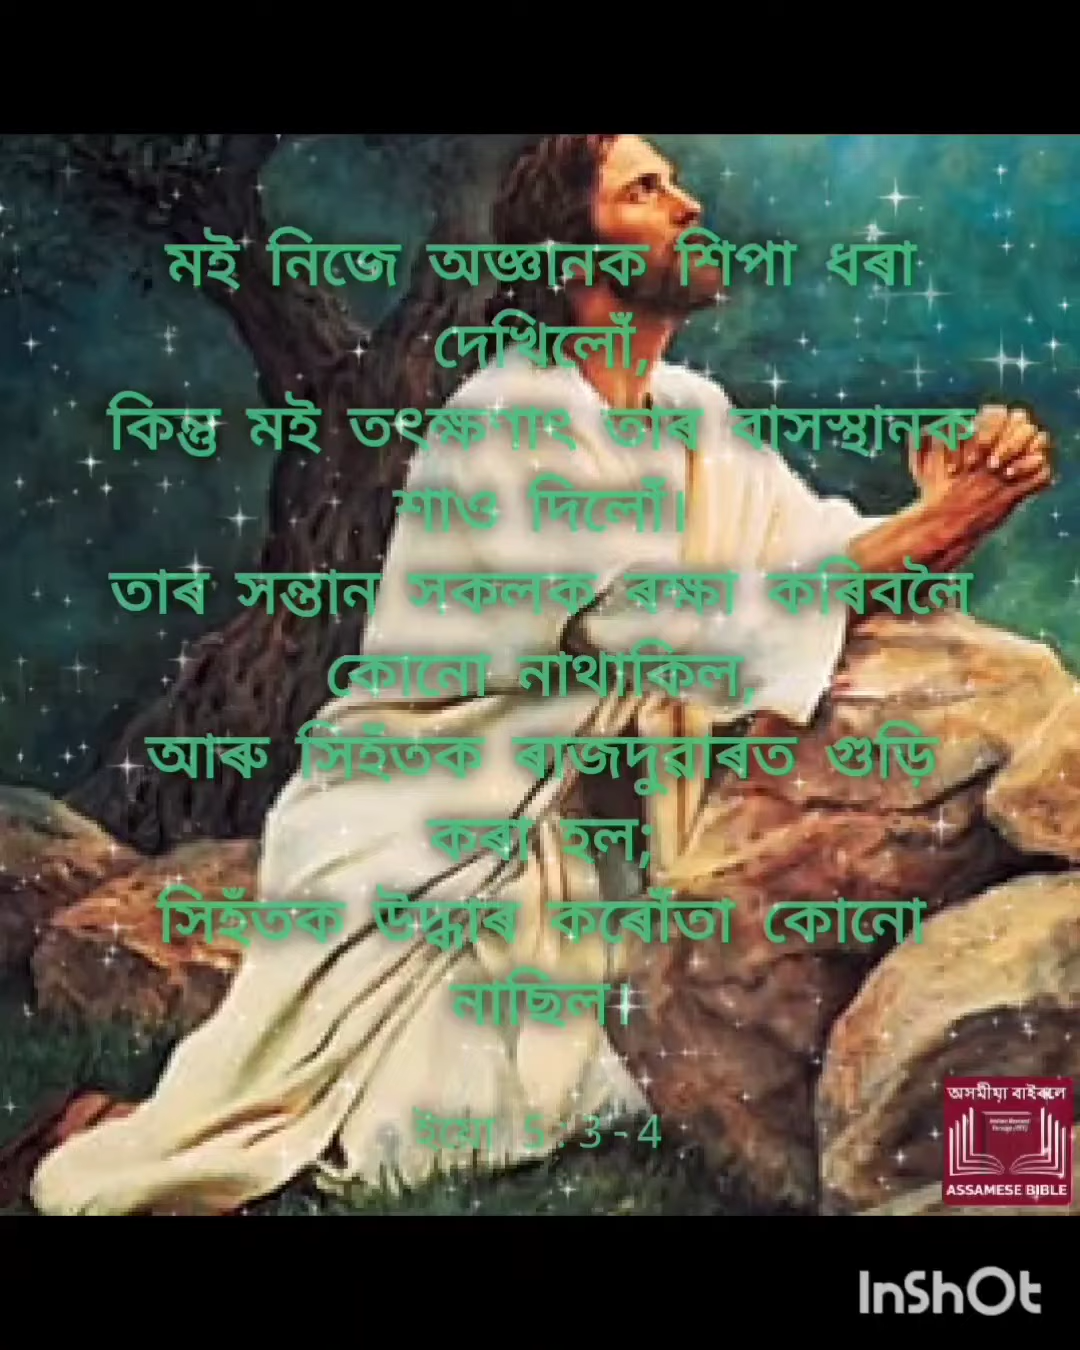 মই নিজে অজ্ঞানক শিপা ধৰা
দেখিলোঁ,
কিন্তু মই তৎক্ষণাৎ তাৰ বাসস্থানক
শাও দিলোঁ।
তাৰ সন্তান সকলক ৰক্ষা কৰিবলৈ
কোনো নাথাকিল,
আৰু সিহঁতক ৰাজদুৱাৰত গুড়ি
কৰা হল;
সিহঁতক উদ্ধাৰ কৰোঁতা কোনো
নাছিল।
ইয়োব 5:3-4
অসমীয়া বাইবেল
ASSAMESE BIBLE
InShOt